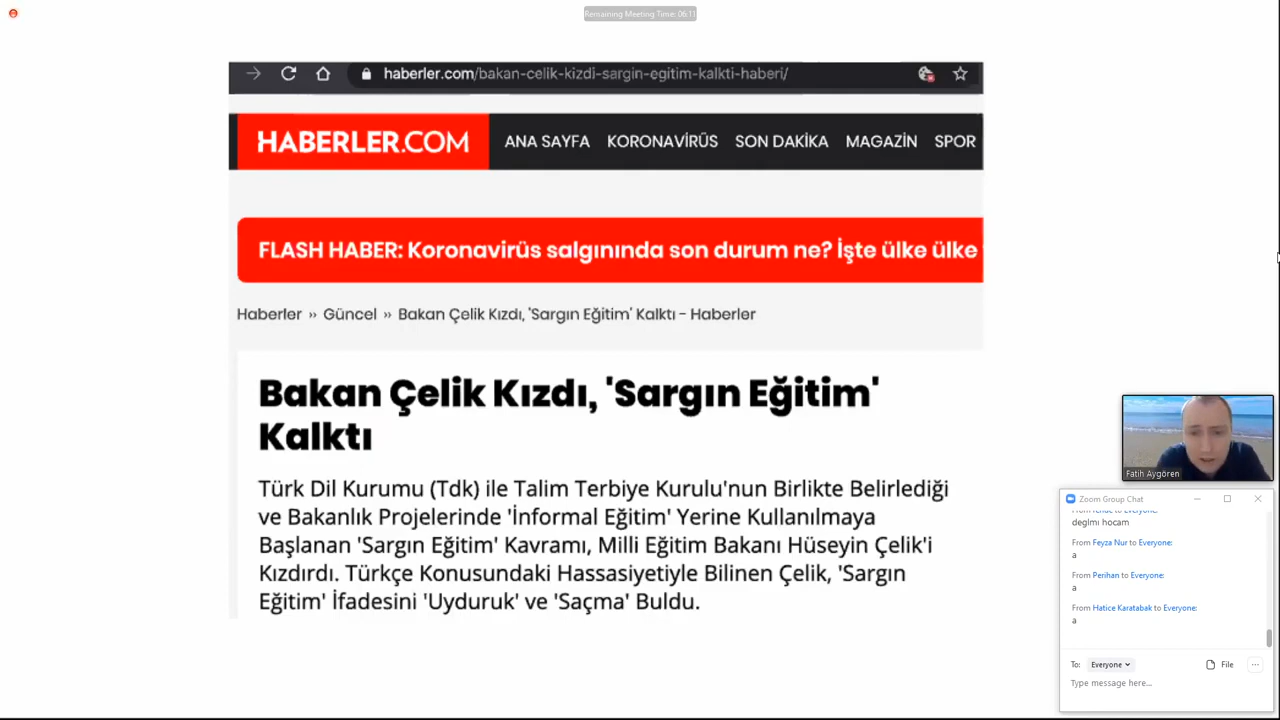 Remaining Meeting Time: 06:11
haberler.com/bakan-celik-kizdi-sargin-egitim-kalkti-haberi/
HABERLER.COM ANA SAYFA KORONAVİRÜS SON DAKİKA MAGAZİN SPOR
FLASH HABER: Koronavirüs salgınında son durum ne? İşte ülke ülke
Haberler ›› Güncel ›› Bakan Çelik Kızdı, 'Sargın Eğitim' Kalktı - Haberler
Bakan Çelik Kızdı, 'Sargın Eğitim'
Kalktı
Türk Dil Kurumu (Tdk) ile Talim Terbiye Kurulu'nun Birlikte Belirlediği
ve Bakanlık Projelerinde 'İnformal Eğitim' Yerine Kullanılmaya
Başlanan 'Sargın Eğitim' Kavramı, Milli Eğitim Bakanı Hüseyin Çelik'i
Kızdırdı. Türkçe Konusundaki Hassasiyetiyle Bilinen Çelik, 'Sargın
Eğitim' İfadesini 'Uyduruk' ve 'Saçma' Buldu.
Fatih Aygören
Zoom Group Chat
to Everyone:
deglmı hocam
From Feyza Nur to Everyone:
a
From Perihan to Everyone:
a
From Hatice Karatabak to Everyone:
a
To: Everyone File
Type message here...